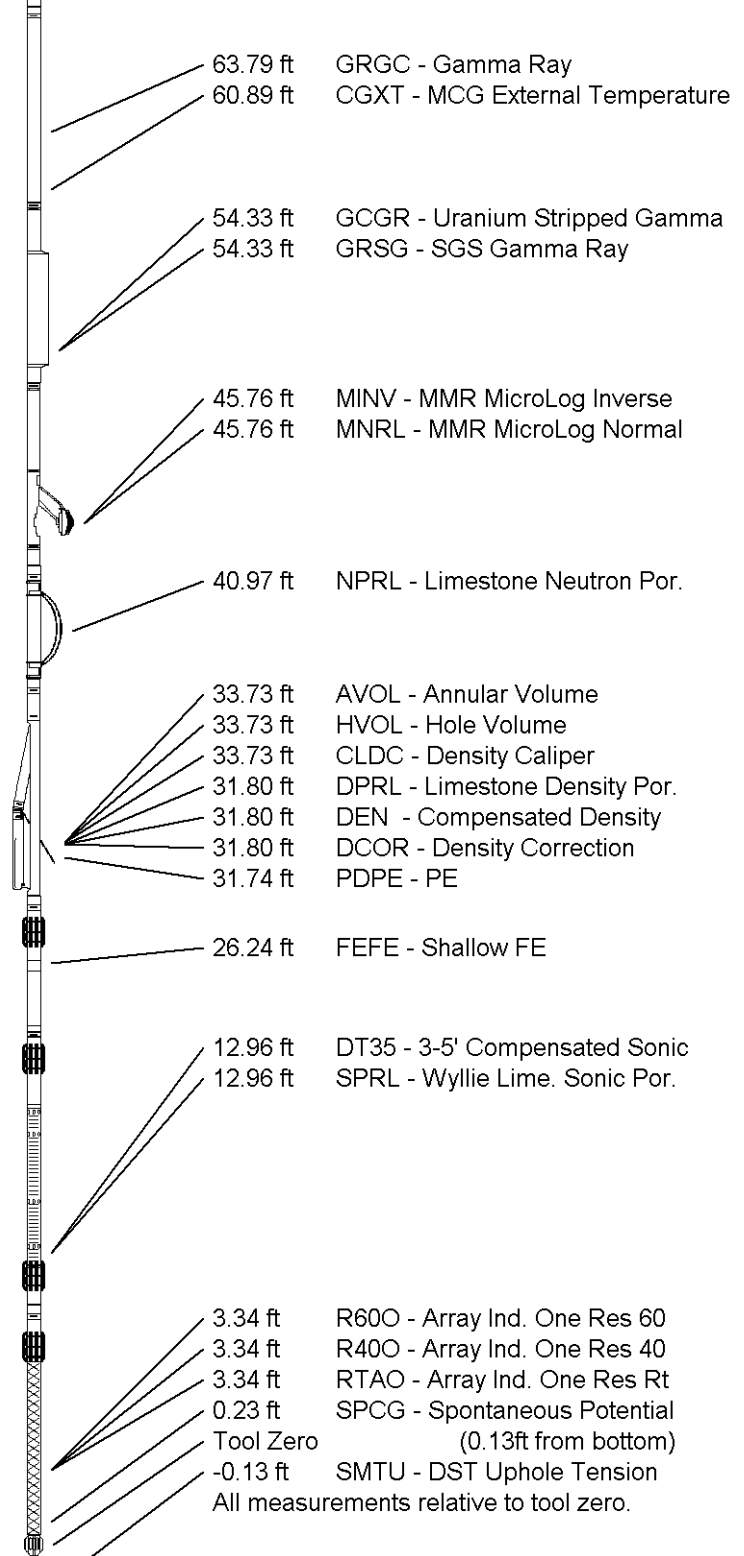 63.79 ft GRGC - Gamma Ray
60.89 ft CGXT - MCG External Temperature
54.33 ft GCGR - Uranium Stripped Gamma
54.33 ft GRSG - SGS Gamma Ray
45.76 ft MINV - MMR MicroLog Inverse
45.76 ft MNRL - MMR MicroLog Normal
40.97 ft NPRL - Limestone Neutron Por.
33.73 ft AVOL - Annular Volume
33.73 ft HVOL - Hole Volume
33.73 ft CLDC - Density Caliper
31.80 ft DPRL - Limestone Density Por.
31.80 ft DEN - Compensated Density
31.80 ft DCOR - Density Correction
31.74 ft PDPE - PE
26.24 ft FEFE - Shallow FE
12.96 ft DT35 - 3-5' Compensated Sonic
12.96 ft SPRL - Wyllie Lime. Sonic Por.
3.34 ft R60O - Array Ind. One Res 60
3.34 ft R40O - Array Ind. One Res 40
3.34 ft RTAO - Array Ind. One Res Rt
0.23 ft SPCG - Spontaneous Potential
Tool Zero (0.13ft from bottom)
-0.13 ft SMTU - DST Uphole Tension
All measurements relative to tool zero.